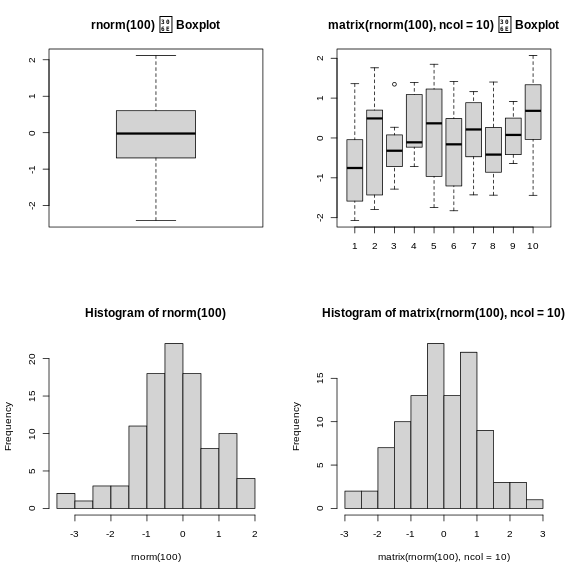 rnorm(100) Boxplot
2
1
0
-1
-2
matrix(rnorm(100), ncol = 10) Boxplot
2
1
0
-1
-2
1 2 3 4 5 6 7 8 9 10
Histogram of rnorm(100)
Frequency
20
15
10
5
0
-3 -2 -1 0 1 2
rnorm(100)
Histogram of matrix(rnorm(100), ncol = 10)
Frequency
15
10
5
0
-3 -2 -1 0 1 2 3
matrix(rnorm(100), ncol = 10)